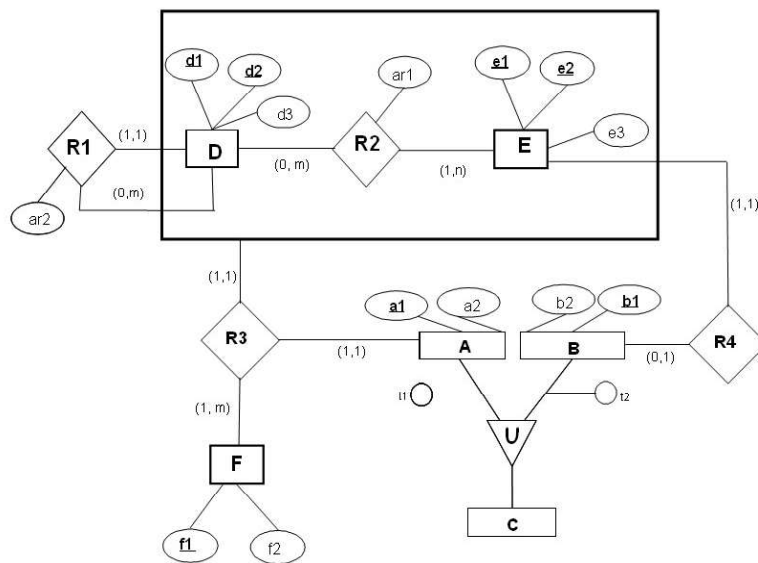 d1
d2
d3
e1
e2
e3
ar1
R1
(1,1)
D
(0, m)
R2
(1,n)
E
(0,m)
ar2
(1,1)
(1,1)
a1
a2
b2
b1
R3
(1,1)
A
B
(0,1)
R4
(1, m)
t2
U
F
C
f1
f2